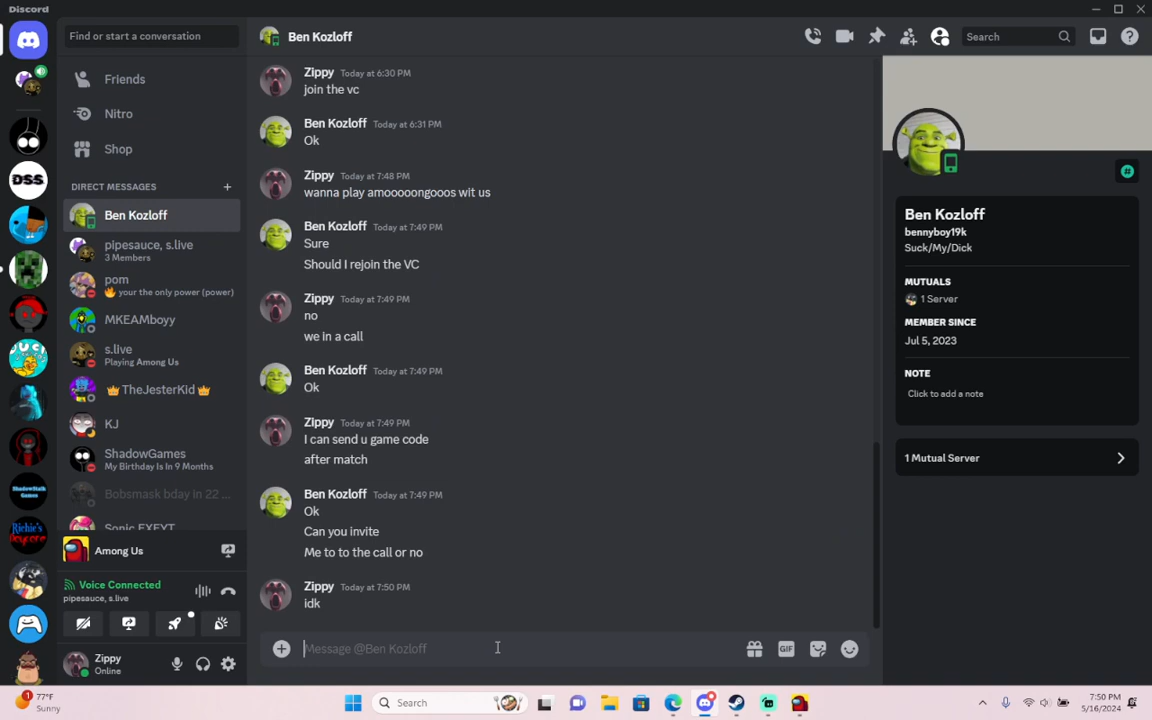 Discord
Find or start a conversation
Ben Kozloff
Search
Friends
Nitro
Shop
DIRECT MESSAGES
Ben Kozloff
pipesauce, s.live
3 Members
pom
your the only power (power)
MKEAMboyy
s.live
Playing Among Us
TheJesterKid
KJ
ShadowGames
My Birthday Is In 9 Months
Bobsmask bday in 22 ...
Sonic EXEYT
Among Us
Voice Connected
pipesauce, s.live
Zippy
Online
DSS
Zippy Today at 6:30 PM
join the vc
Ben Kozloff Today at 6:31 PM
Ok
Zippy Today at 7:48 PM
wanna play amooooongooos wit us
Ben Kozloff Today at 7:49 PM
Sure
Should I rejoin the VC
Zippy Today at 7:49 PM
no
we in a call
Ben Kozloff Today at 7:49 PM
Ok
Zippy Today at 7:49 PM
I can send u game code
after match
Ben Kozloff Today at 7:49 PM
Ok
Can you invite
Me to to the call or no
Zippy Today at 7:50 PM
idk
Message @Ben Kozloff
GIF
Ben Kozloff
bennyboy19k
Suck/My/Dick
MUTUALS
1 Server
MEMBER SINCE
Jul 5, 2023
NOTE
Click to add a note
1 Mutual Server
1
77°F
Sunny
Search
7:50 PM
5/16/2024